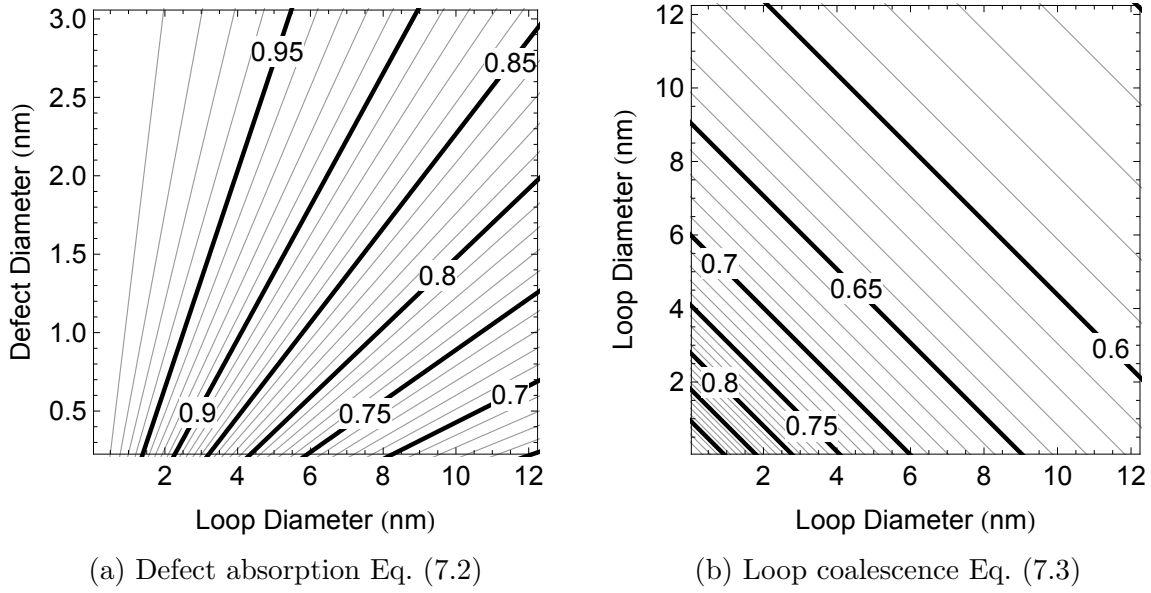 3.0
2.5
2.0
1.5
1.0
0.5
Defect Diameter (nm)
0.95
0.85
0.8
0.9
0.75
0.7
2 4 6 8 10 12
Loop Diameter (nm)
(a) Defect absorption Eq. (7.2)
12
10
8
6
4
2
Loop Diameter (nm)
0.7
0.65
0.6
0.8
0.75
2 4 6 8 10 12
Loop Diameter (nm)
(b) Loop coalescence Eq. (7.3)